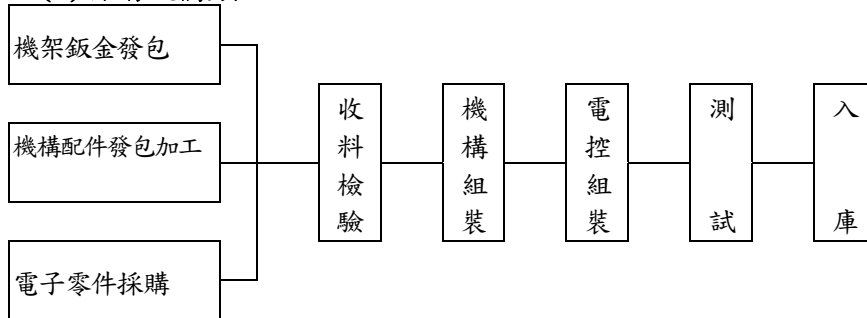 機架鈑金發包
機構配件發包加工
電子零件採購
收料檢驗
機構組裝
電控組裝
測試
入庫